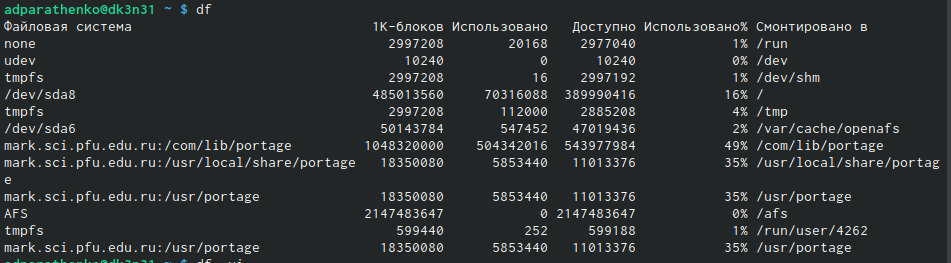 adparathenko@dk3n31 ~ $ df
Файловая система 1K-блоков Использовано Доступно Использовано% Смонтировано в
none 2997208 20168 2977040 1% /run
udev 10240 0 10240 0% /dev
tmpfs 2997208 16 2997192 1% /dev/shm
/dev/sda8 485013560 70316088 389990416 16% /
tmpfs 2997208 112000 2885208 4% /tmp
/dev/sda6 50143784 547452 47019436 2% /var/cache/openafs
mark.sci.pfu.edu.ru:/com/lib/portage 1048320000 504342016 543977984 49% /com/lib/portage
mark.sci.pfu.edu.ru:/usr/local/share/portage 18350080 5853440 11013376 35% /usr/local/share/portag
e
mark.sci.pfu.edu.ru:/usr/portage 18350080 5853440 11013376 35% /usr/portage
AFS 2147483647 0 2147483647 0% /afs
tmpfs 599440 252 599188 1% /run/user/4262
mark.sci.pfu.edu.ru:/usr/portage 18350080 5853440 11013376 35% /usr/portage
adparathenko@dk3n31 ~ $ df